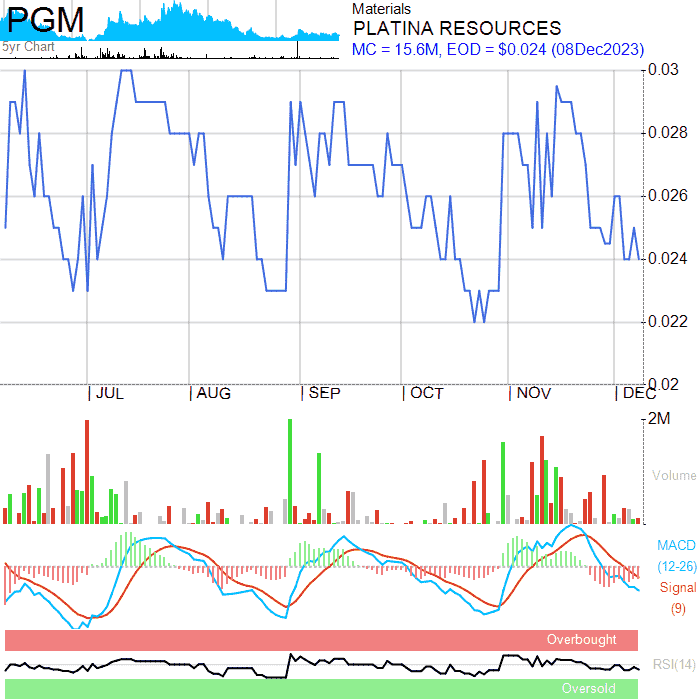 PGM
5yr Chart
Materials
PLATINA RESOURCES
MC = 15.6M, EOD = $0.024 (08Dec2023)
0.03
0.028
0.026
0.024
0.022
0.02
JUL AUG SEP OCT NOV DEC
2M
Volume
MACD
(12-26)
Signal
(9)
Overbought
RSI(14)
Oversold